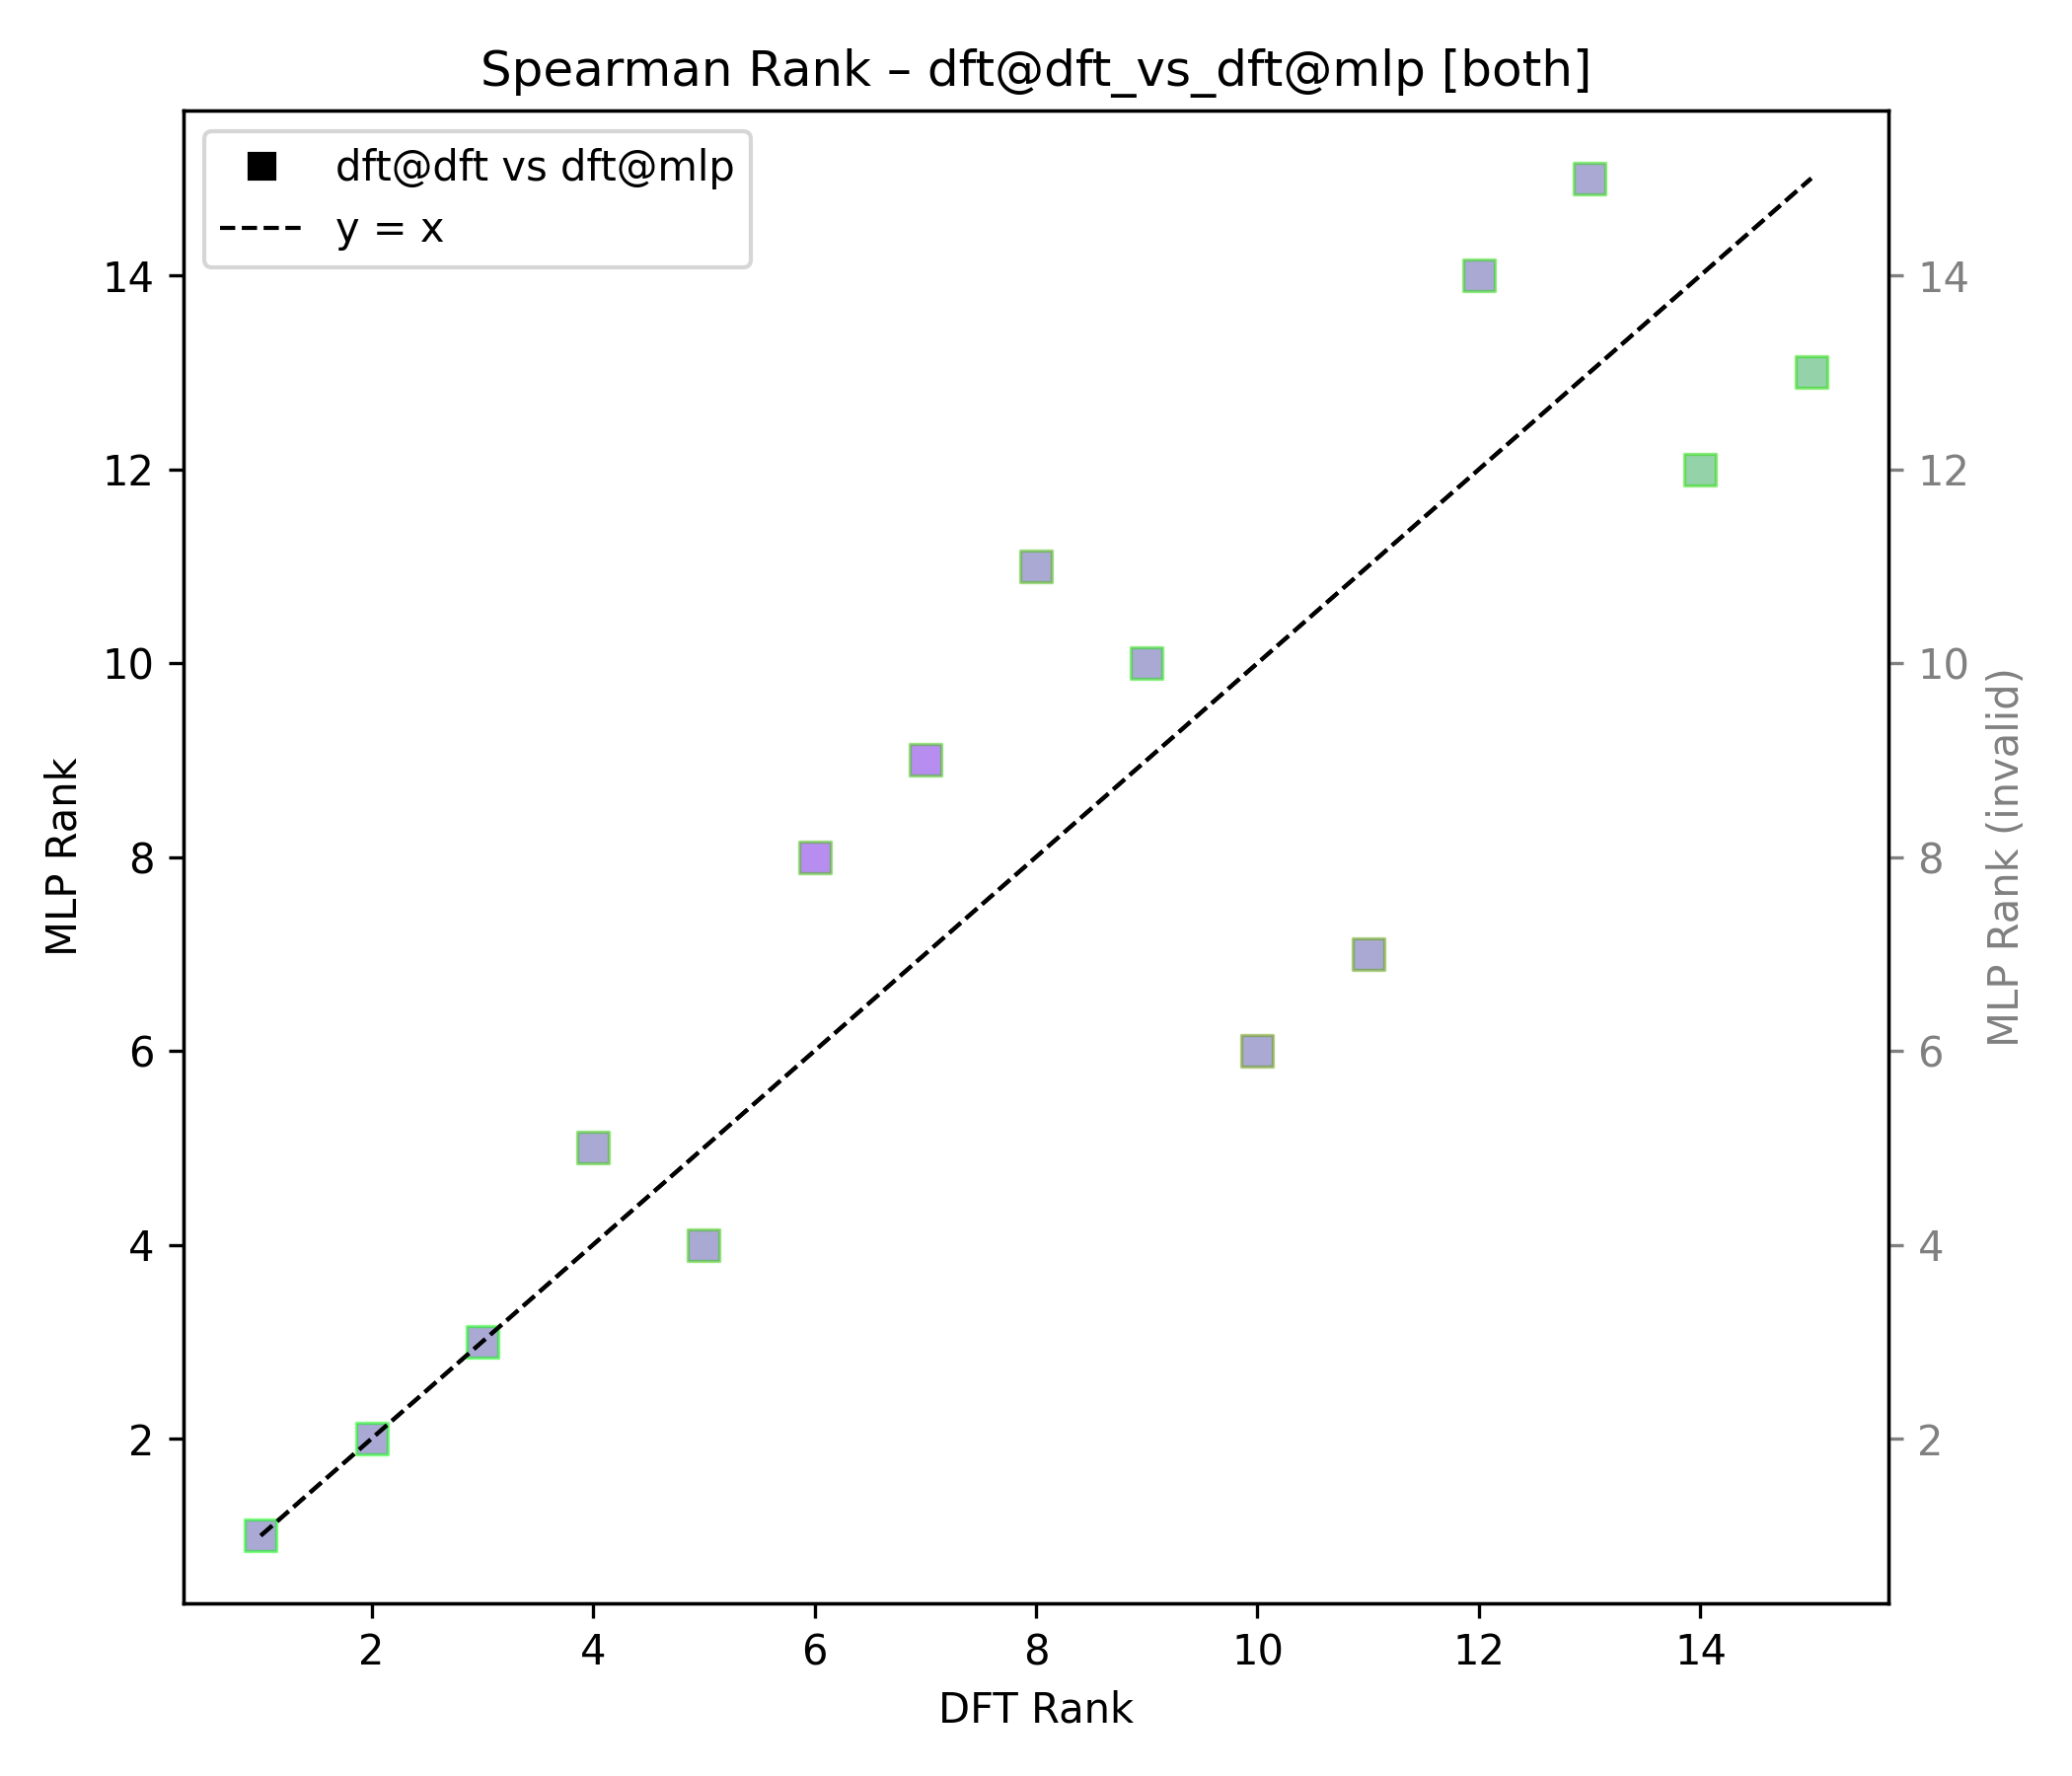 Spearman Rank – dft@dft_vs_dft@mlp [both]
dft@dft vs dft@mlp
y = x
MLP Rank
14
12
10
8
6
4
2
14
12
10
8
6
4
2
MLP Rank (invalid)
2 4 6 8 10 12 14
DFT Rank